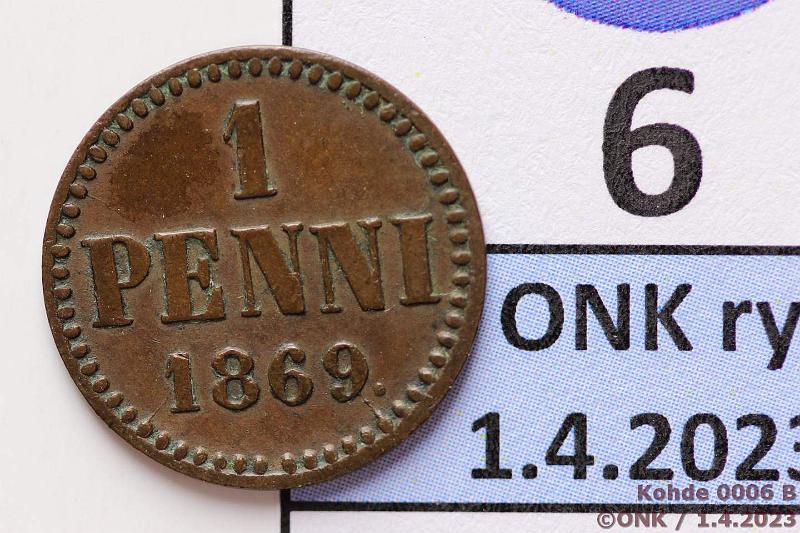 1
PENNI
1869.
6
ONK ry
1.4.2023
Kohde 0006 B
©ONK / 1.4.2023